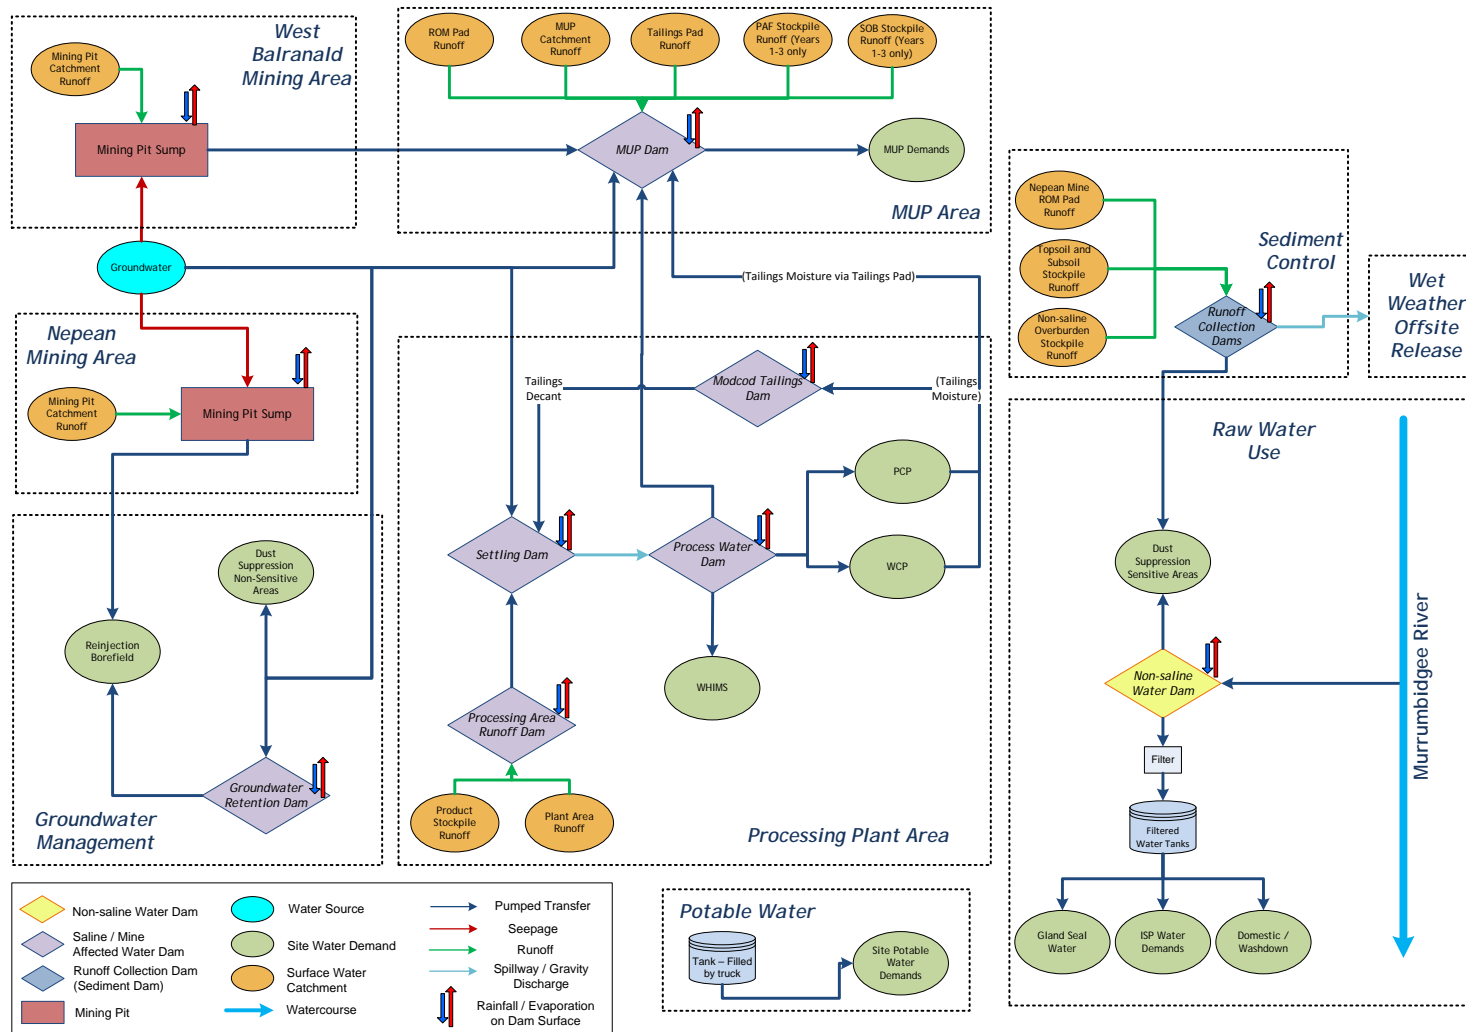 West
Balranald
Mining Area
Mining Pit
Catchment
Runoff
Mining Pit Sump
Groundwater
ROM Pad
Runoff
MUP
Catchment
Runoff
Tailings Pad
Runoff
PAF Stockpile
Runoff (Years
1-3 only)
SOB Stockpile
Runoff (Years
1-3 only)
MUP Dam
MUP Demands
MUP Area
Nepean
Mining Area
Mining Pit
Catchment
Runoff
Mining Pit Sump
(Tailings Moisture via Tailings Pad)
Tailings
Decant
Modcod Tailings
Dam
(Tailings
Moisture)
PCP
Settling Dam
Process Water
Dam
WCP
WHIMS
Processing Area
Runoff Dam
Product
Stockpile
Runoff
Plant Area
Runoff
Processing Plant Area
Dust
Suppression
Non-Sensitive
Areas
Reinjection
Borefield
Groundwater
Retention Dam
Groundwater
Management
Nepean Mine
ROM Pad
Runoff
Topsoil and
Subsoil
Stockpile
Runoff
Non-saline
Overburden
Stockpile
Runoff
Sediment
Control
Runoff
Collection
Dams
Wet
Weather
Offsite
Release
Raw Water
Use
Dust
Suppression
Sensitive Areas
Non-saline
Water Dam
Murrumbidgee River
Filter
Filtered
Water Tanks
Gland Seal
Water
ISP Water
Demands
Domestic /
Washdown
Potable Water
Tank – Filled
by truck
Site Potable
Water
Demands
Non-saline Water Dam
Saline / Mine
Affected Water Dam
Runoff Collection Dam
(Sediment Dam)
Mining Pit
Water Source
Site Water Demand
Surface Water
Catchment
Watercourse
Pumped Transfer
Seepage
Runoff
Spillway / Gravity
Discharge
Rainfall / Evaporation
on Dam Surface